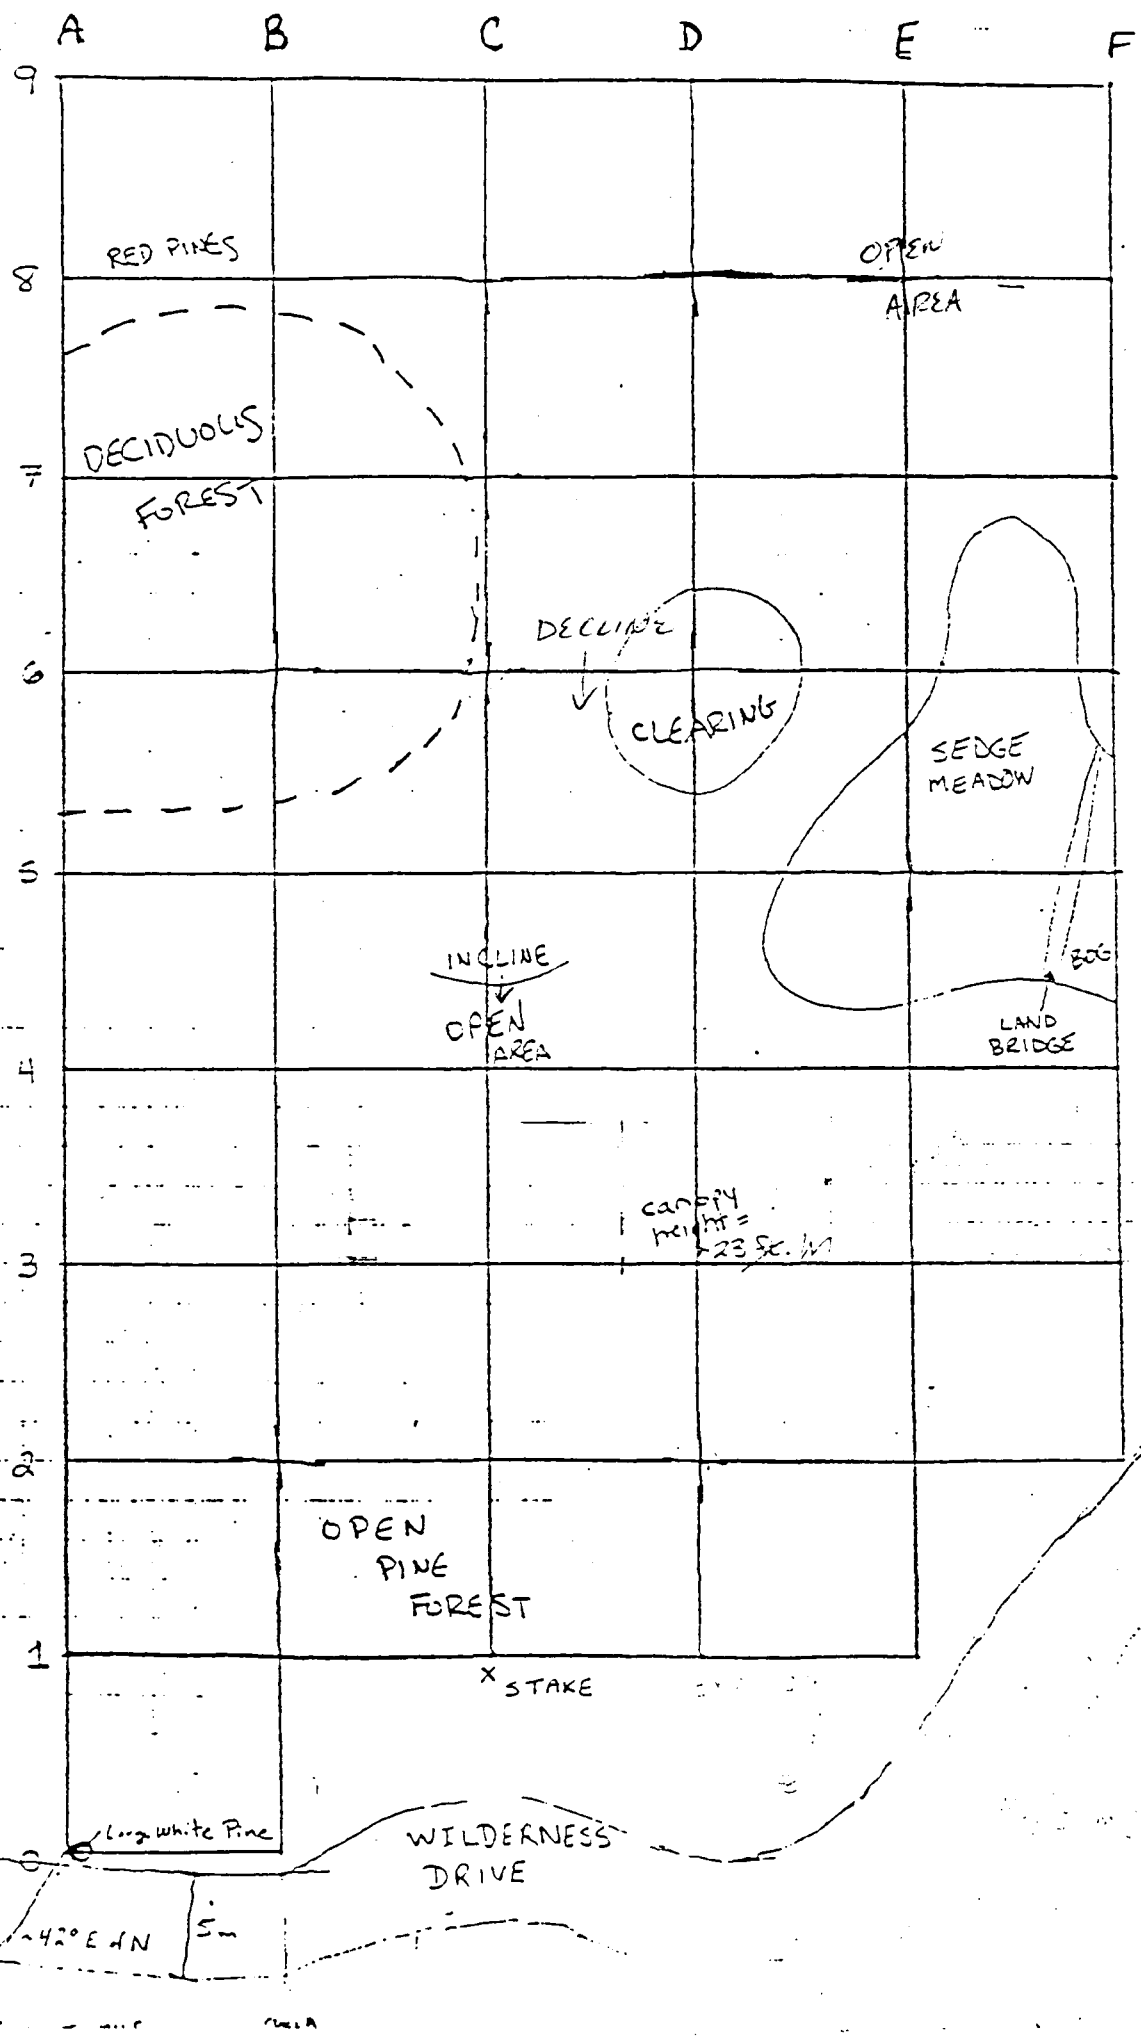 A B C D E F
9
RED PINES
OPEN
8
AREA
DECIDUOUS
7
FOREST
DECLINE
6
CLEARING
SEDGE
MEADOW
5
INCLINE
BOG
OPEN
AREA
LAND
BRIDGE
4
canopy
height =
3
2
OPEN
PINE
FOREST
1
x STAKE
Large White Pine
0
WILDERNESS
DRIVE
~42° E of N
5m